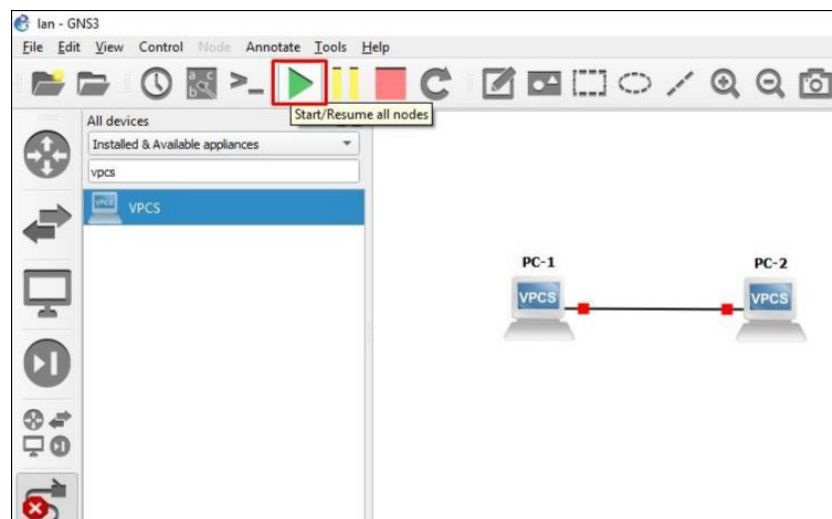 lan - GNS3
File Edit View Control Node Annotate Tools Help
a c
b
>_
Start/Resume all nodes
All devices
Installed & Available appliances
vpcs
VPCS
VPCS
PC-1
PC-2
VPCS
VPCS